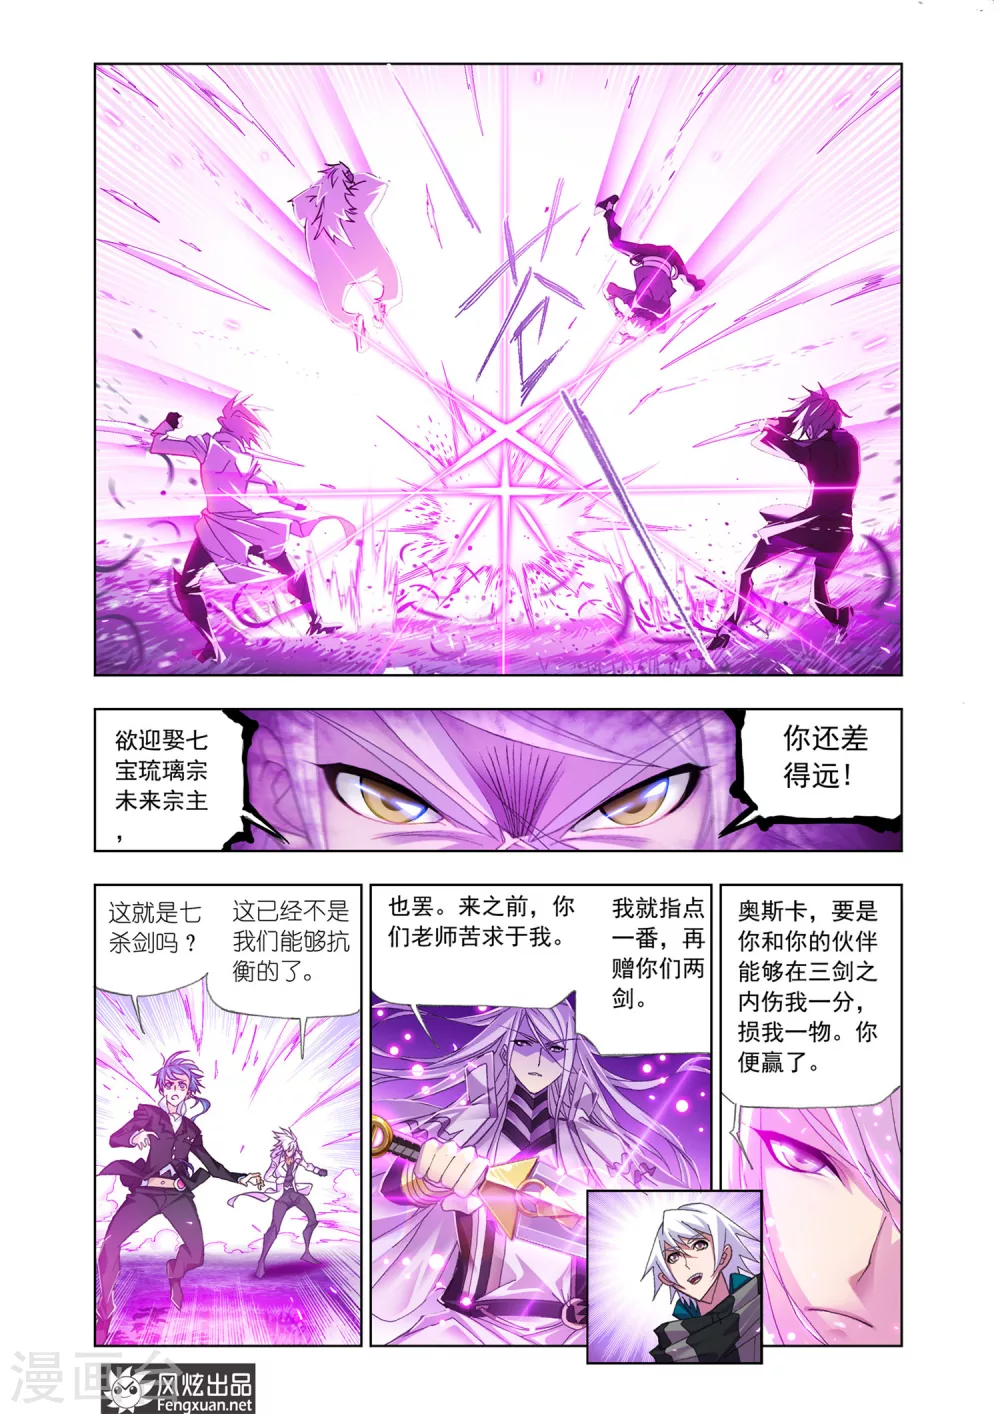 欲迎娶七
宝琉璃宗
未来宗主
，
你还差
得远！
这就是七
杀剑吗？
这已经不是
我们能够抗
衡的了。
也罢。来之前，你
们老师苦求于我。
我就指点
一番，再
赠你们两
剑。
奥斯卡，要是
你和你的伙伴
能够在三剑之
内伤我一分，
损我一物。你
便赢了。
漫画台
风炫出品
Fengxuan.net